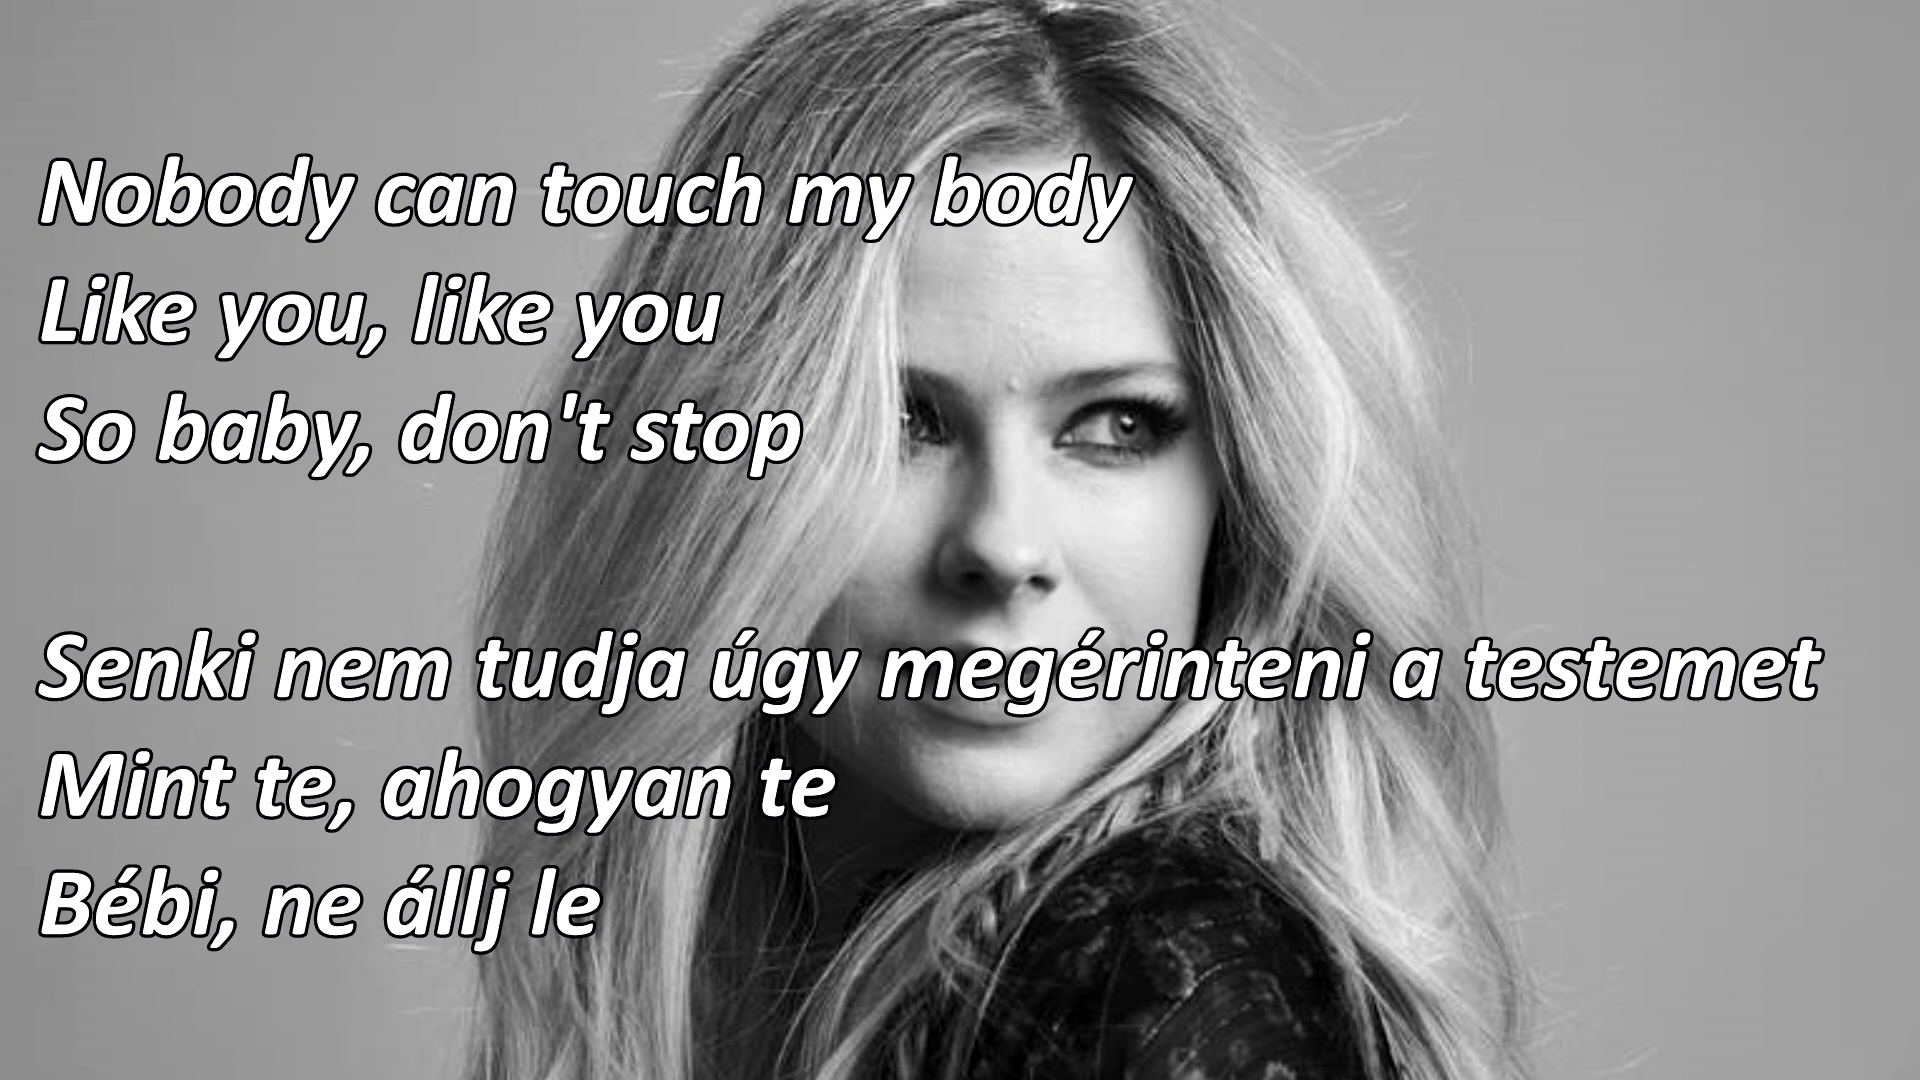 Nobody can touch my body
Like you, like you
So baby, don't stop
Senki nem tudja úgy megérinteni a testemet
Mint te, ahogyan te
Bébi, ne állj le